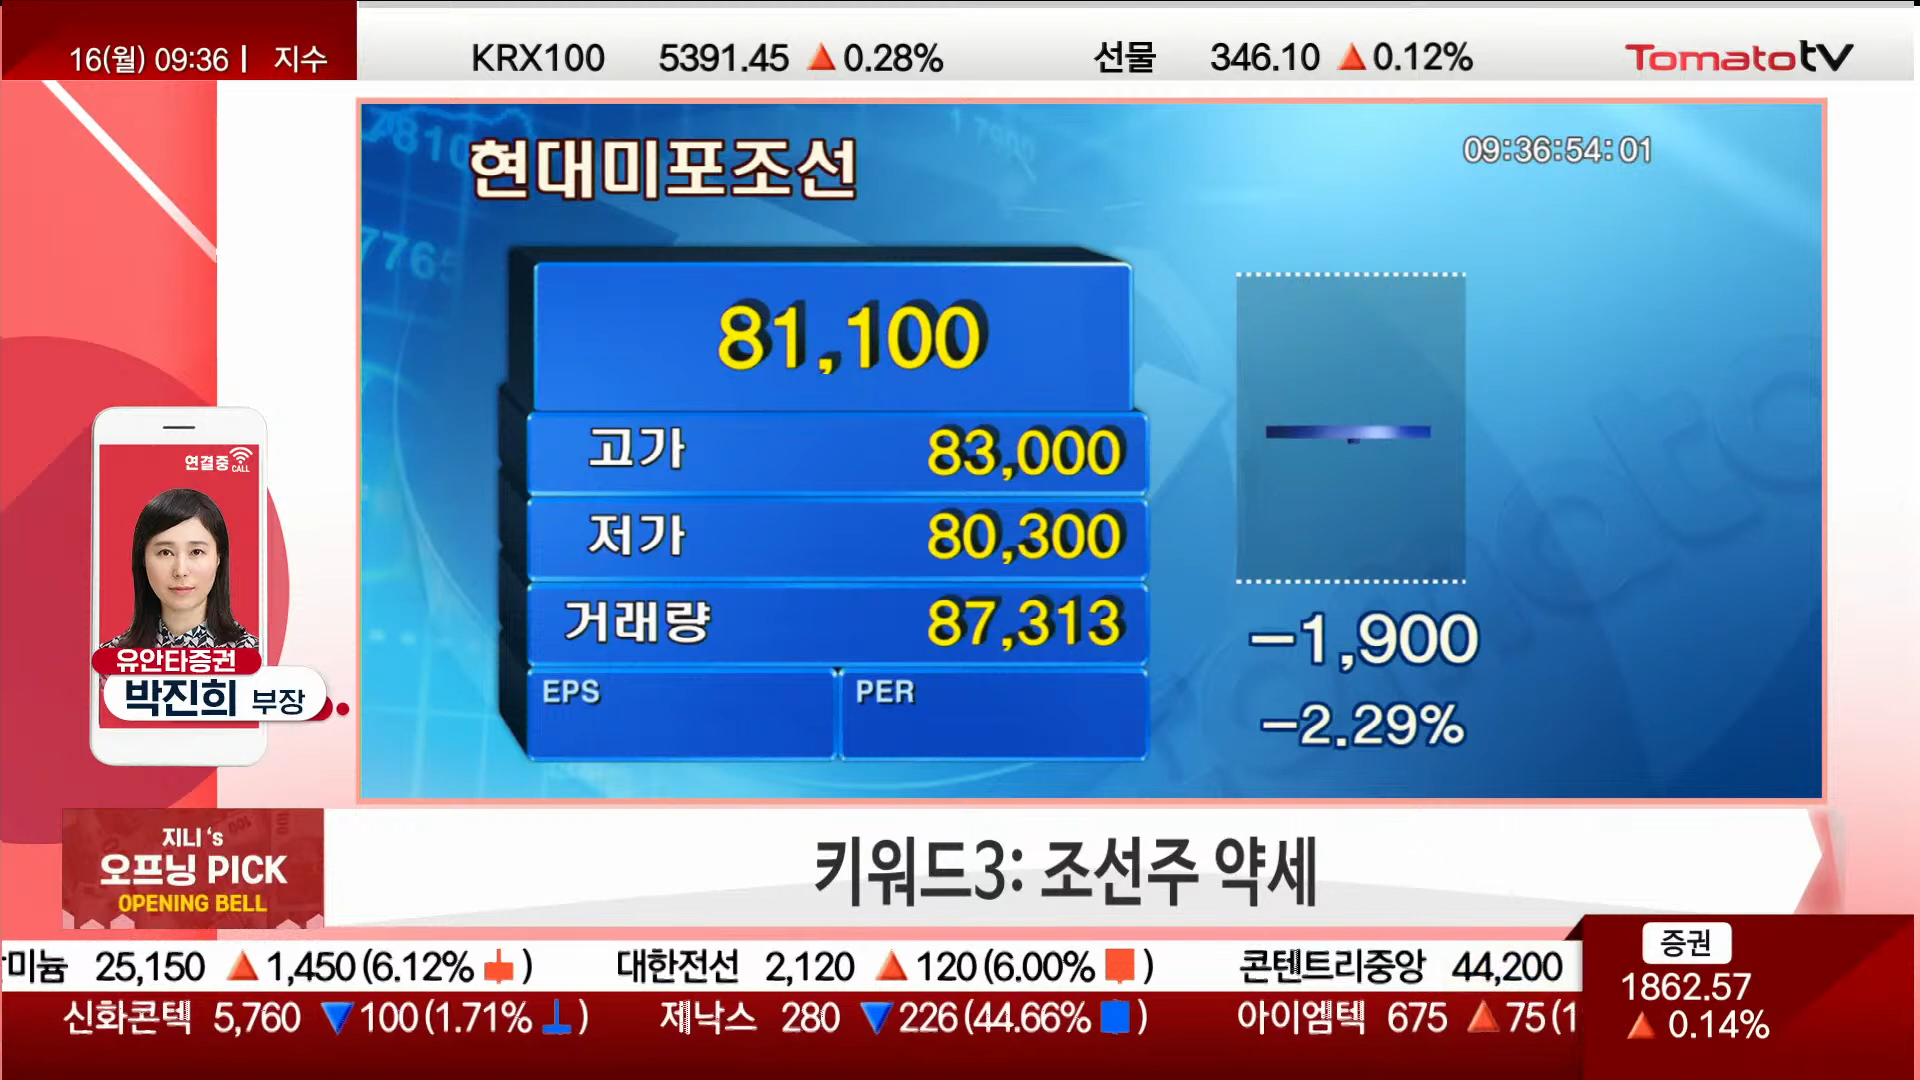 16(월) 09:36 | 지수 KRX100 5391.45 ▲ 0.28% 선물 346.10 ▲ 0.12% Tomato tv
현대미포조선
09:36:54:01
81,100
고가 83,000
저가 80,300
거래량 87,313
EPS PER
-1,900
-2.29%
연결중 CALL
유안타증권
박진희 부장
지니's
오프닝 PICK
OPENING BELL
키워드3: 조선주 약세
미늄 25,150 ▲ 1,450 (6.12% ) 대한전선 2,120 ▲ 120 (6.00% ) 콘텐트리중앙 44,200
신화콘텍 5,760 ▼ 100 (1.71% ) 제낙스 280 ▼ 226 (44.66% ) 아이엠텍 675 ▲ 75 (1
증권
1862.57
▲ 0.14%